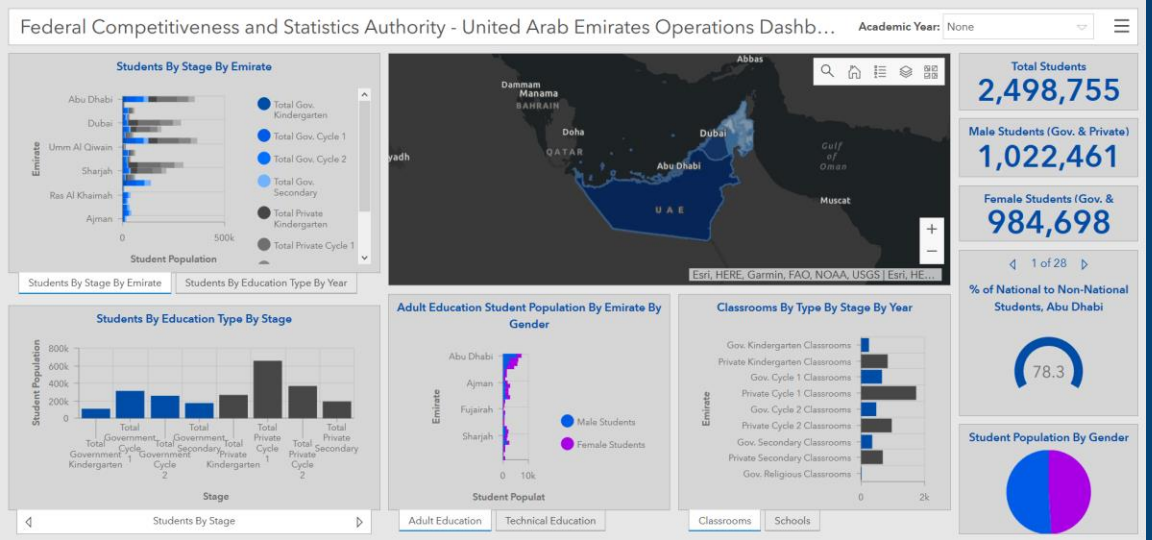 Federal Competitiveness and Statistics Authority - United Arab Emirates Operations Dashb...
Academic Year: None
Students By Stage By Emirate
Emirate
Abu Dhabi
Dubai
Umm Al Qiwain
Sharjah
Ras Al Khaimah
Ajman
0
500k
Student Population
Total Gov.
Kindergarten
Total Gov. Cycle 1
Total Gov. Cycle 2
Total Gov.
Secondary
Total Private
Kindergarten
Total Private Cycle 1
Students By Stage By Emirate
Students By Education Type By Year
Abbas
Dammam
Manama
BAHRAIN
Doha
QATAR
yadh
Dubai
Abu Dhabi
Gulf
of
Oman
Muscat
UAE
+
−
Esri, HERE, Garmin, FAO, NOAA, USGS | Esri, HE...
Total Students
2,498,755
Male Students (Gov. & Private)
1,022,461
Female Students (Gov. &
984,698
1 of 28
% of National to Non-National
Students, Abu Dhabi
78.3
Students By Education Type By Stage
Student Population
800k
600k
400k
200k
0
Total
Government
Kindergarten
Total
Government
Cycle
1
Total
Government
Cycle
2
Total
Government
Secondary
Total
Private
Kindergarten
Total
Private
Cycle
1
Total
Private
Cycle
2
Total
Private
Secondary
Stage
Students By Stage
Adult Education Student Population By Emirate By
Gender
Emirate
Abu Dhabi
Ajman
Fujairah
Sharjah
0
10k
Student Populat
Male Students
Female Students
Adult Education
Technical Education
Classrooms By Type By Stage By Year
Emirate
Gov. Kindergarten Classrooms
Private Kindergarten Classrooms
Gov. Cycle 1 Classrooms
Private Cycle 1 Classrooms
Gov. Cycle 2 Classrooms
Private Cycle 2 Classrooms
Gov. Secondary Classrooms
Private Secondary Classrooms
Gov. Religious Classrooms
0
2k
Classrooms
Schools
Student Population By Gender